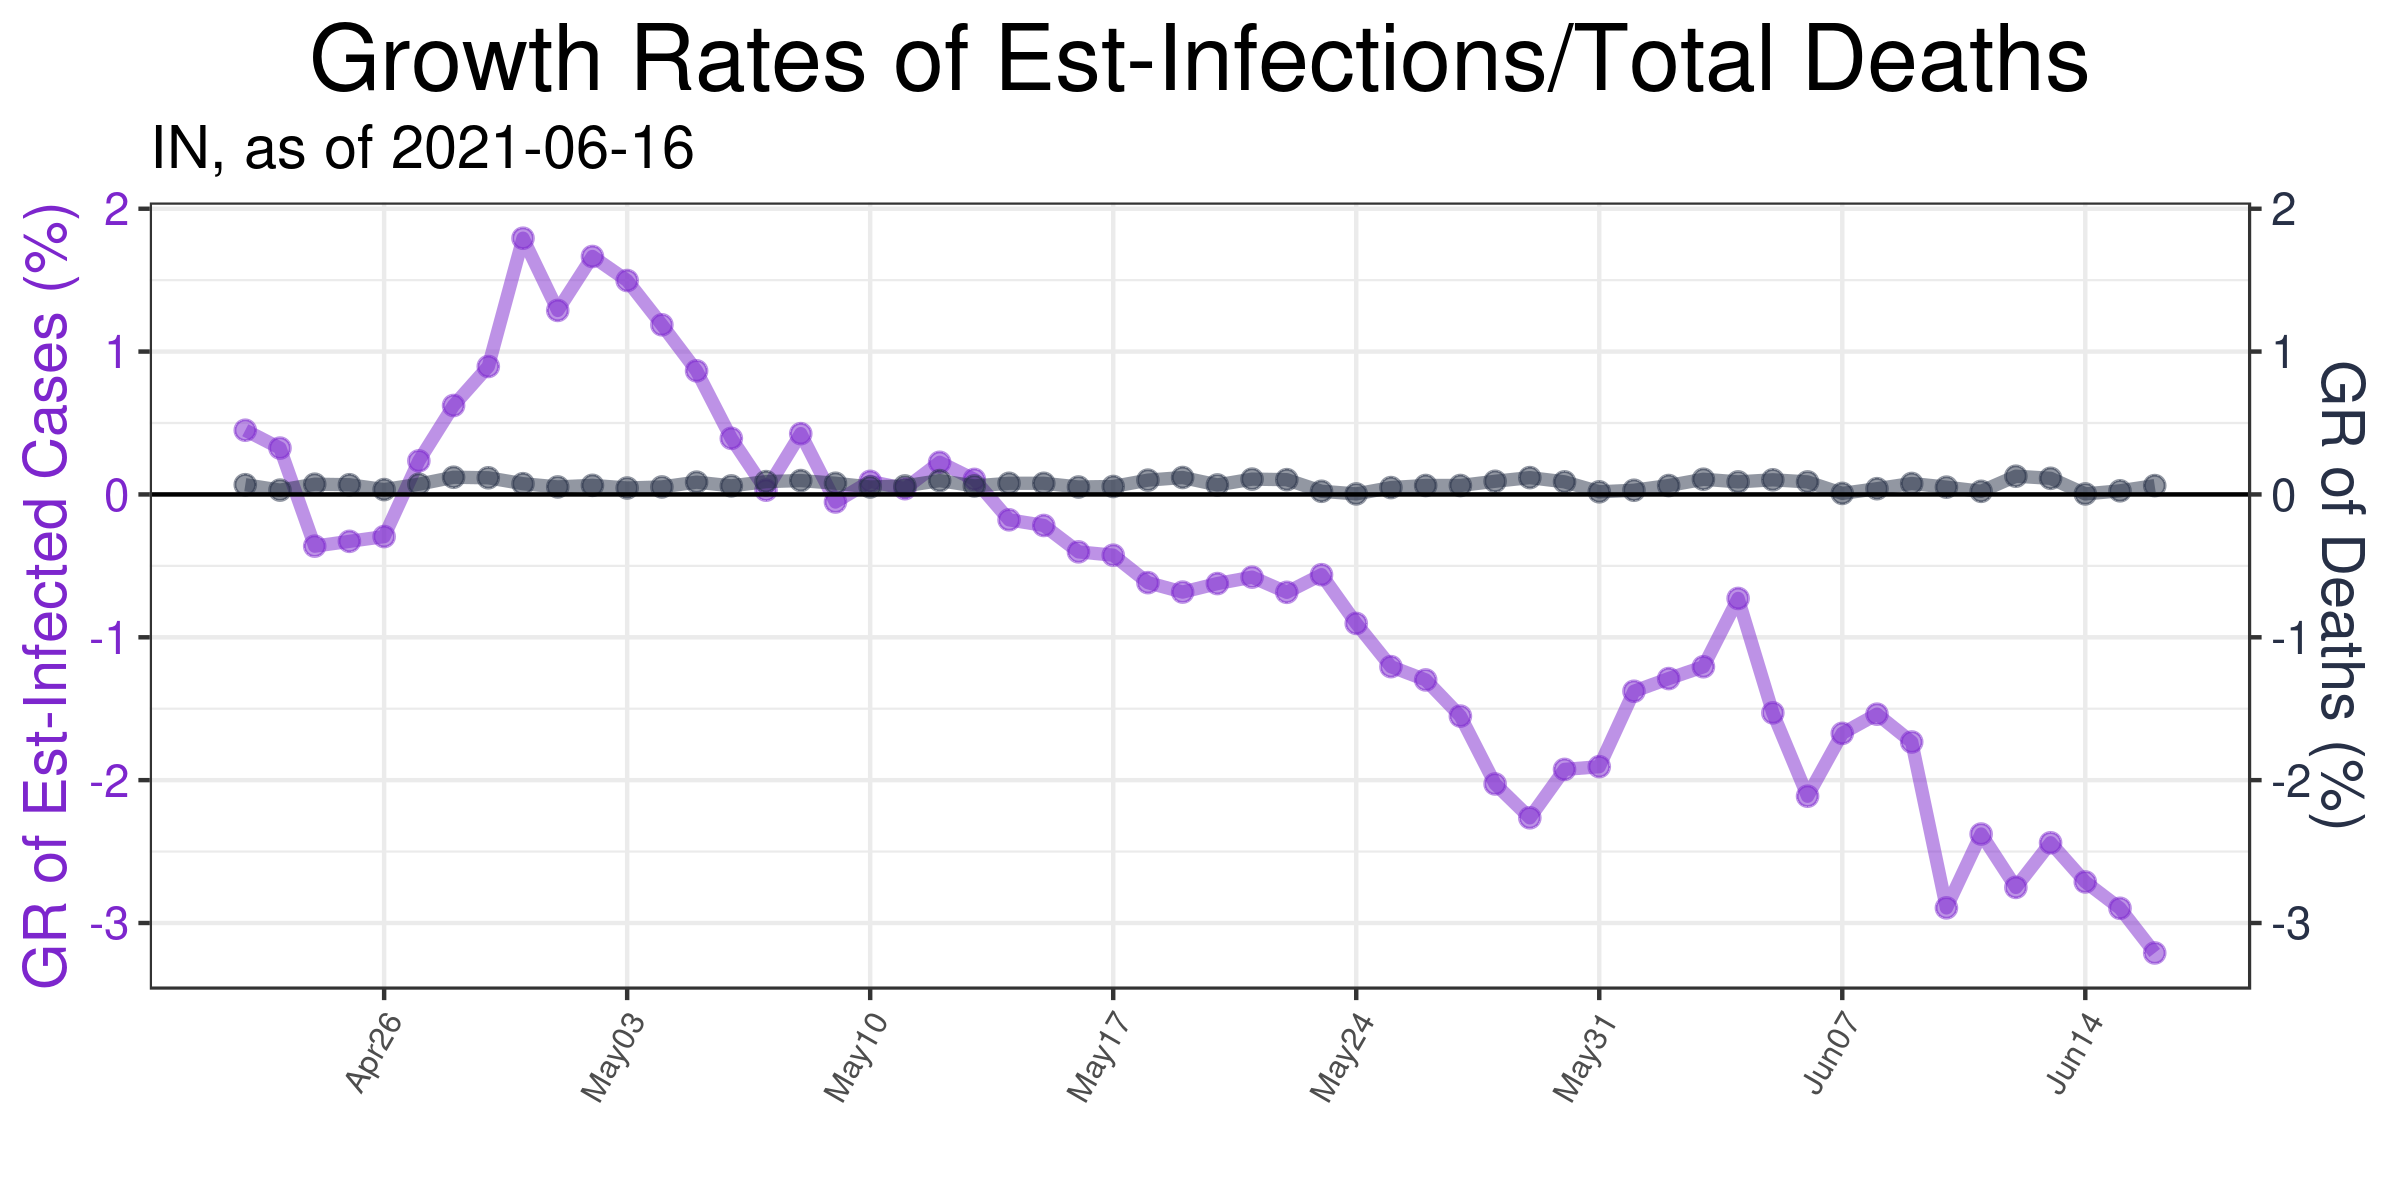 Growth Rates of Est-Infections/Total Deaths
IN, as of 2021-06-16
GR of Est-Infected Cases (%)
2
1
0
-1
-2
-3
2
1
0
-1
-2
-3
GR of Deaths (%)
Apr26
May03
May10
May17
May24
May31
Jun07
Jun14